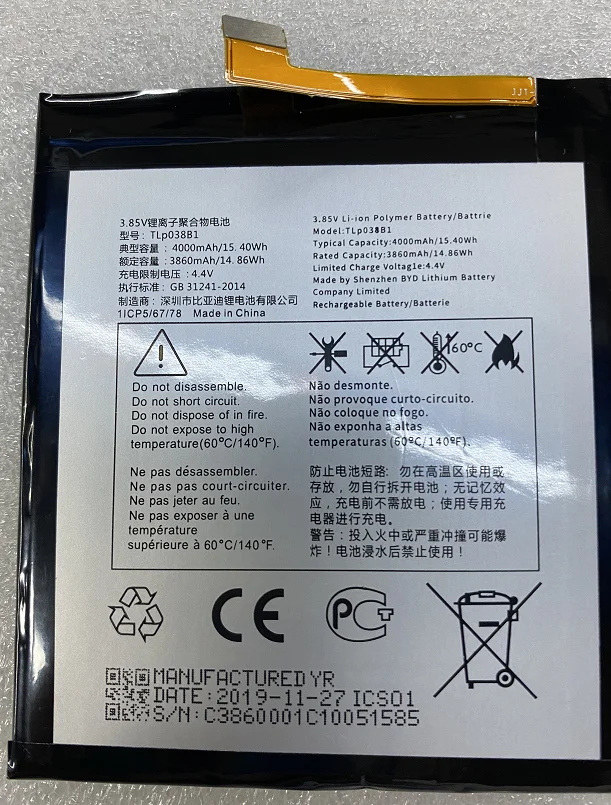 JJ1-
3.85V锂离子聚合物电池
型号: TLp038B1
典型容量: 4000mAh/15.40Wh
额定容量: 3860mAh/14.86Wh
充电限制电压: 4.4V
执行标准: GB 31241-2014
制造商: 深圳市比亚迪锂电池有限公司
1ICP5/67/78 Made in China
3.85V Li-ion Polymer Battery/Battrie
Model:TLp038B1
Typical Capacity:4000mAh/15.40Wh
Rated Capacity:3860mAh/14.86Wh
Limited Charge Voltag1e:4.4V
Made by Shenzhen BYD Lithium Battery
Company Limited
Rechargeable Battery/Batterie
60°C
Do not disassemble.
Do not short circuit.
Do not dispose of in fire.
Do not expose to high
temperature(60°C/140°F).
Não desmonte.
Não provoque curto-circuito.
Não coloque no fogo.
Não exponha a altas
temperaturas (60°C/140°F).
Ne pas désassembler.
Ne pas pas court-circuiter.
Ne pas jeter au feu.
Ne pas exposer à une
température
supérieure à 60°C/140°F.
防止电池短路: 勿在高温区使用或
存放，勿自行拆开电池；无记忆效
应，充电前不需放电；使用专用充
电器进行充电。
警告：投入火中或严重冲撞可能爆
炸！电池浸水后禁止使用。
CE
PCT
MANUFACTURED YR
DATE: 2019-11-27 ICS01
S/N: C3860001C10051585